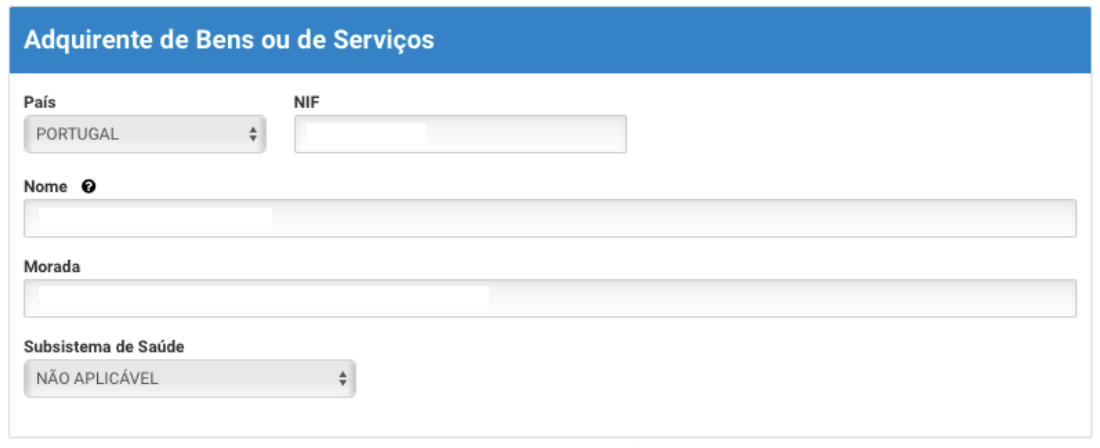 Adquirente de Bens ou de Serviços
País NIF
PORTUGAL
Nome
Morada
Subsistema de Saúde
NÃO APLICÁVEL